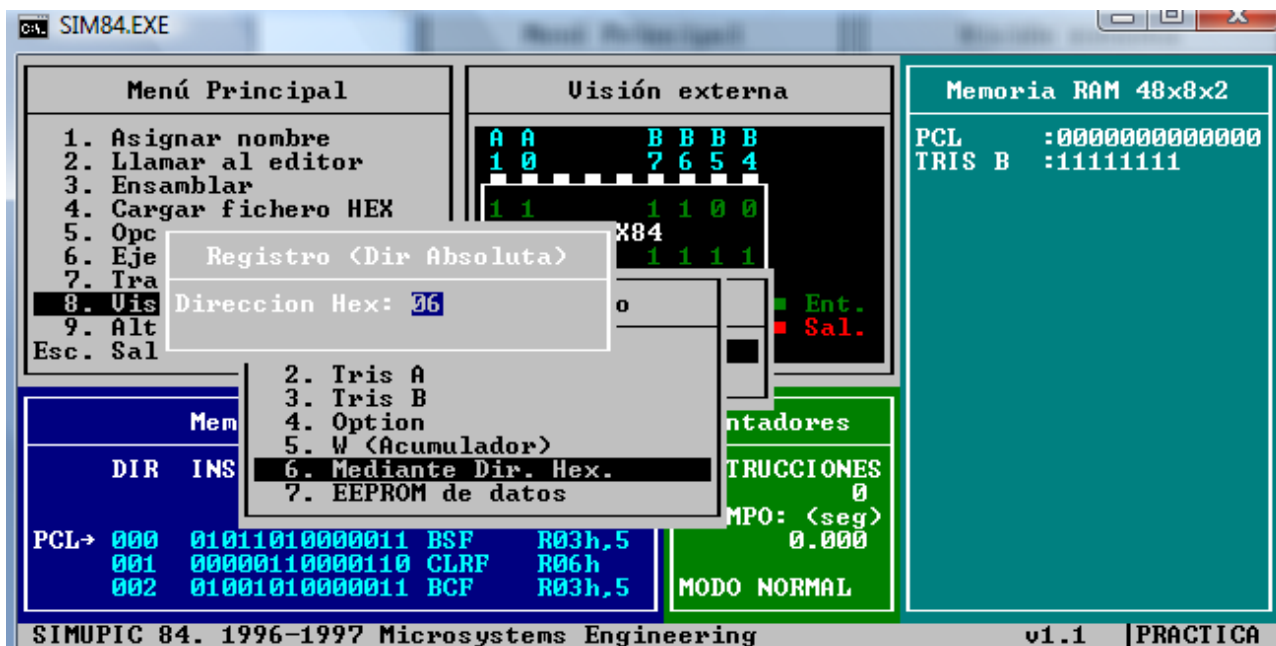 SIM84.EXE
Menú Principal
1. Asignar nombre
2. Llamar al editor
3. Ensamblar
4. Cargar fichero HEX
5. Opc
6. Eje
7. Tra
8. Vis
9. Alt
Esc. Sal
Visión externa
A A B B B B
1 0 7 6 5 4
1 1 1 1 0 0
X84
1 1 1 1
Ent.
Sal.
Memoria RAM 48x8x2
PCL :0000000000000
TRIS B :11111111
Registro (Dir Absoluta)
Direccion Hex: 06
o
2. Tris A
3. Tris B
4. Option
5. W (Acumulador)
6. Mediante Dir. Hex.
7. EEPROM de datos
Mem
DIR INS
PCL→ 000 01011010000011 BSF R03h,5
001 00000110000110 CLRF R06h
002 01001010000011 BCF R03h,5
ntadores
TRUCCIONES
0
MPO: (seg)
0.000
MODO NORMAL
SIMUPIC 84. 1996-1997 Microsystems Engineering v1.1 |PRACTICA